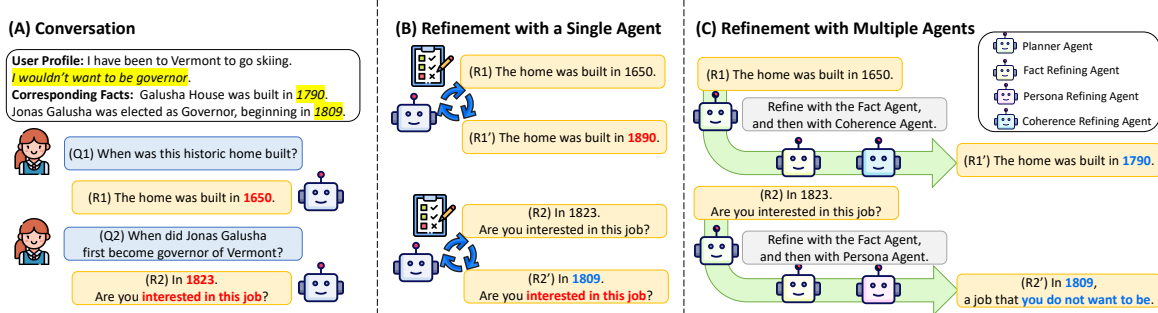 (A) Conversation
User Profile: I have been to Vermont to go skiing.
I wouldn't want to be governor.
Corresponding Facts: Galusha House was built in 1790.
Jonas Galusha was elected as Governor, beginning in 1809.
(Q1) When was this historic home built?
(R1) The home was built in 1650.
(Q2) When did Jonas Galusha
first become governor of Vermont?
(R2) In 1823.
Are you interested in this job?
(B) Refinement with a Single Agent
(R1) The home was built in 1650.
(R1') The home was built in 1890.
(R2) In 1823.
Are you interested in this job?
(R2') In 1809.
Are you interested in this job?
(C) Refinement with Multiple Agents
Planner Agent
Fact Refining Agent
Persona Refining Agent
Coherence Refining Agent
(R1) The home was built in 1650.
Refine with the Fact Agent,
and then with Coherence Agent.
(R1') The home was built in 1790.
(R2) In 1823.
Are you interested in this job?
Refine with the Fact Agent,
and then with Persona Agent.
(R2') In 1809,
a job that you do not want to be.